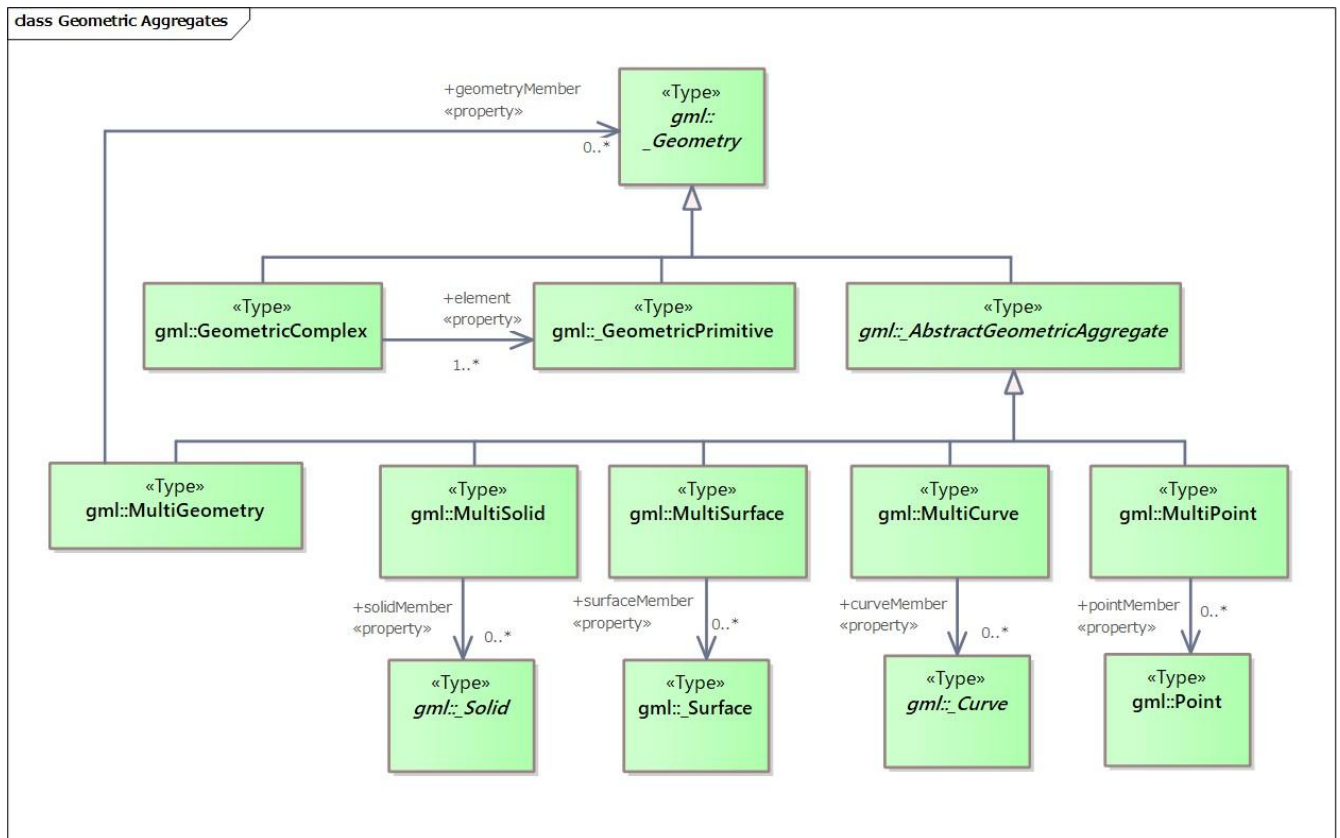 class Geometric Aggregates
+geometryMember
«property»
0..*
«Type»
gml::
_Geometry
«Type»
gml::GeometricComplex
+element
«property»
1..*
«Type»
gml::_GeometricPrimitive
«Type»
gml::_AbstractGeometricAggregate
«Type»
gml::MultiGeometry
«Type»
gml::MultiSolid
«Type»
gml::MultiSurface
«Type»
gml::MultiCurve
«Type»
gml::MultiPoint
+solidMember
«property»
0..*
+surfaceMember
«property»
0..*
+curveMember
«property»
0..*
+pointMember
«property»
0..*
«Type»
gml::_Solid
«Type»
gml::_Surface
«Type»
gml::_Curve
«Type»
gml::Point